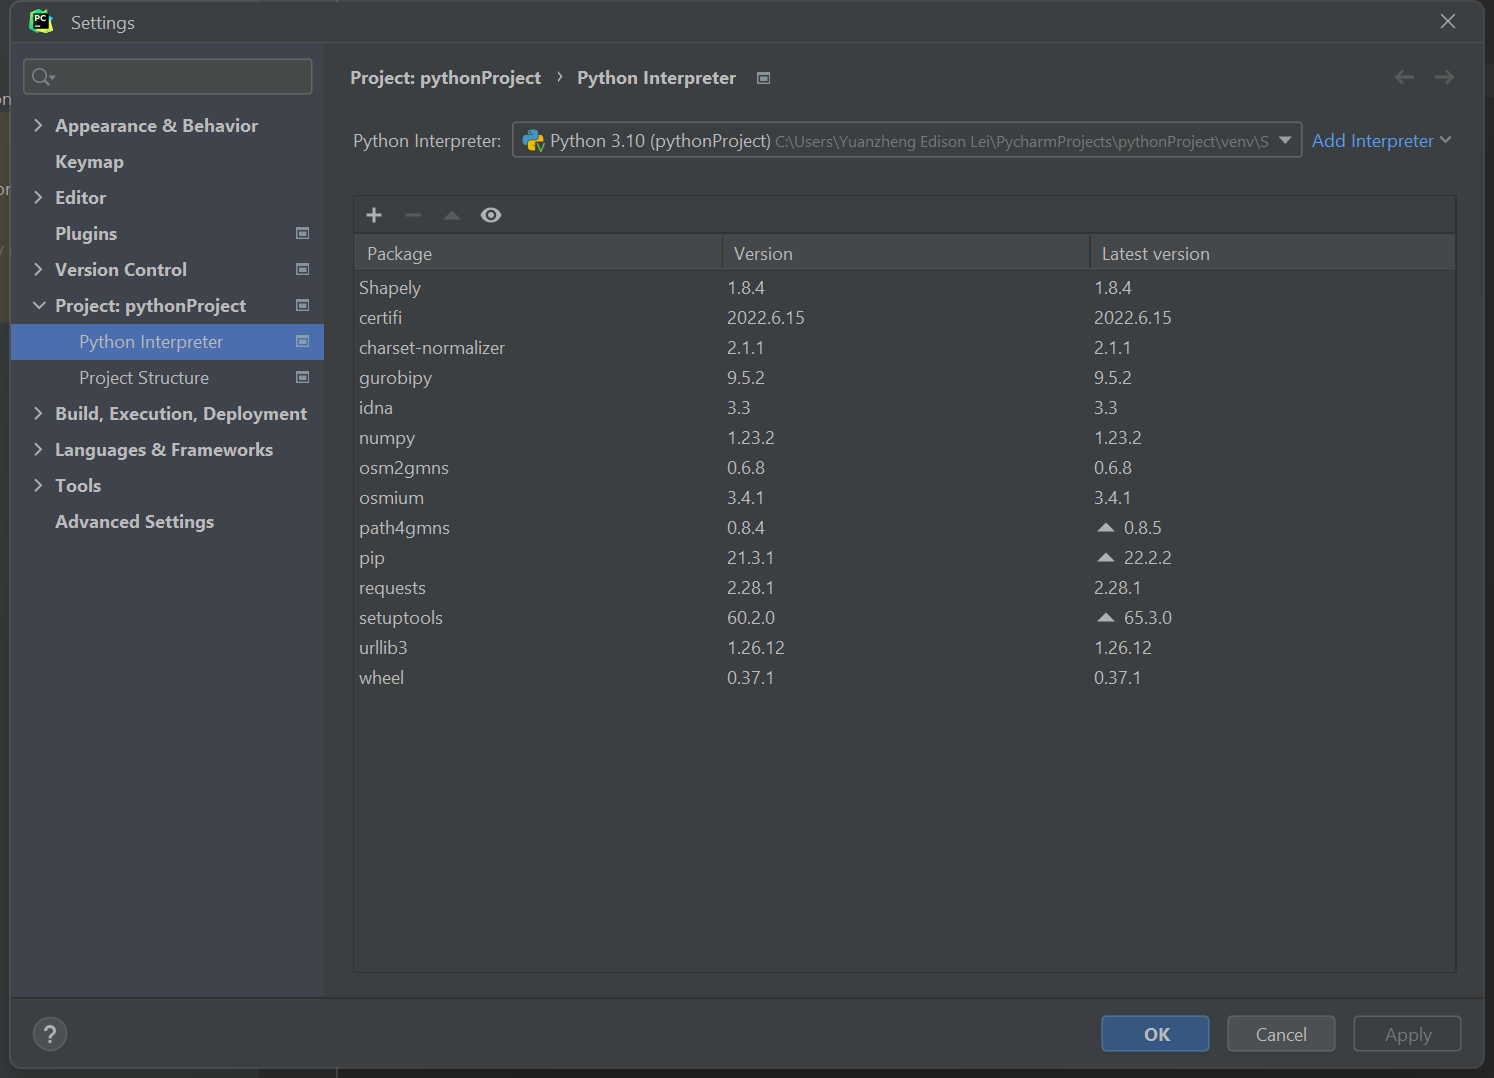 PC
Settings
Project: pythonProject › Python Interpreter
Appearance & Behavior
Keymap
Editor
Plugins
Version Control
Project: pythonProject
Python Interpreter
Project Structure
Build, Execution, Deployment
Languages & Frameworks
Tools
Advanced Settings
Python Interpreter: Python 3.10 (pythonProject) C:\Users\Yuanzheng Edison Lei\PycharmProjects\pythonProject\venv\S Add Interpreter
Package Version Latest version
Shapely 1.8.4 1.8.4
certifi 2022.6.15 2022.6.15
charset-normalizer 2.1.1 2.1.1
gurobipy 9.5.2 9.5.2
idna 3.3 3.3
numpy 1.23.2 1.23.2
osm2gmns 0.6.8 0.6.8
osmium 3.4.1 3.4.1
path4gmns 0.8.4 0.8.5
pip 21.3.1 22.2.2
requests 2.28.1 2.28.1
setuptools 60.2.0 65.3.0
urllib3 1.26.12 1.26.12
wheel 0.37.1 0.37.1
? OK Cancel Apply